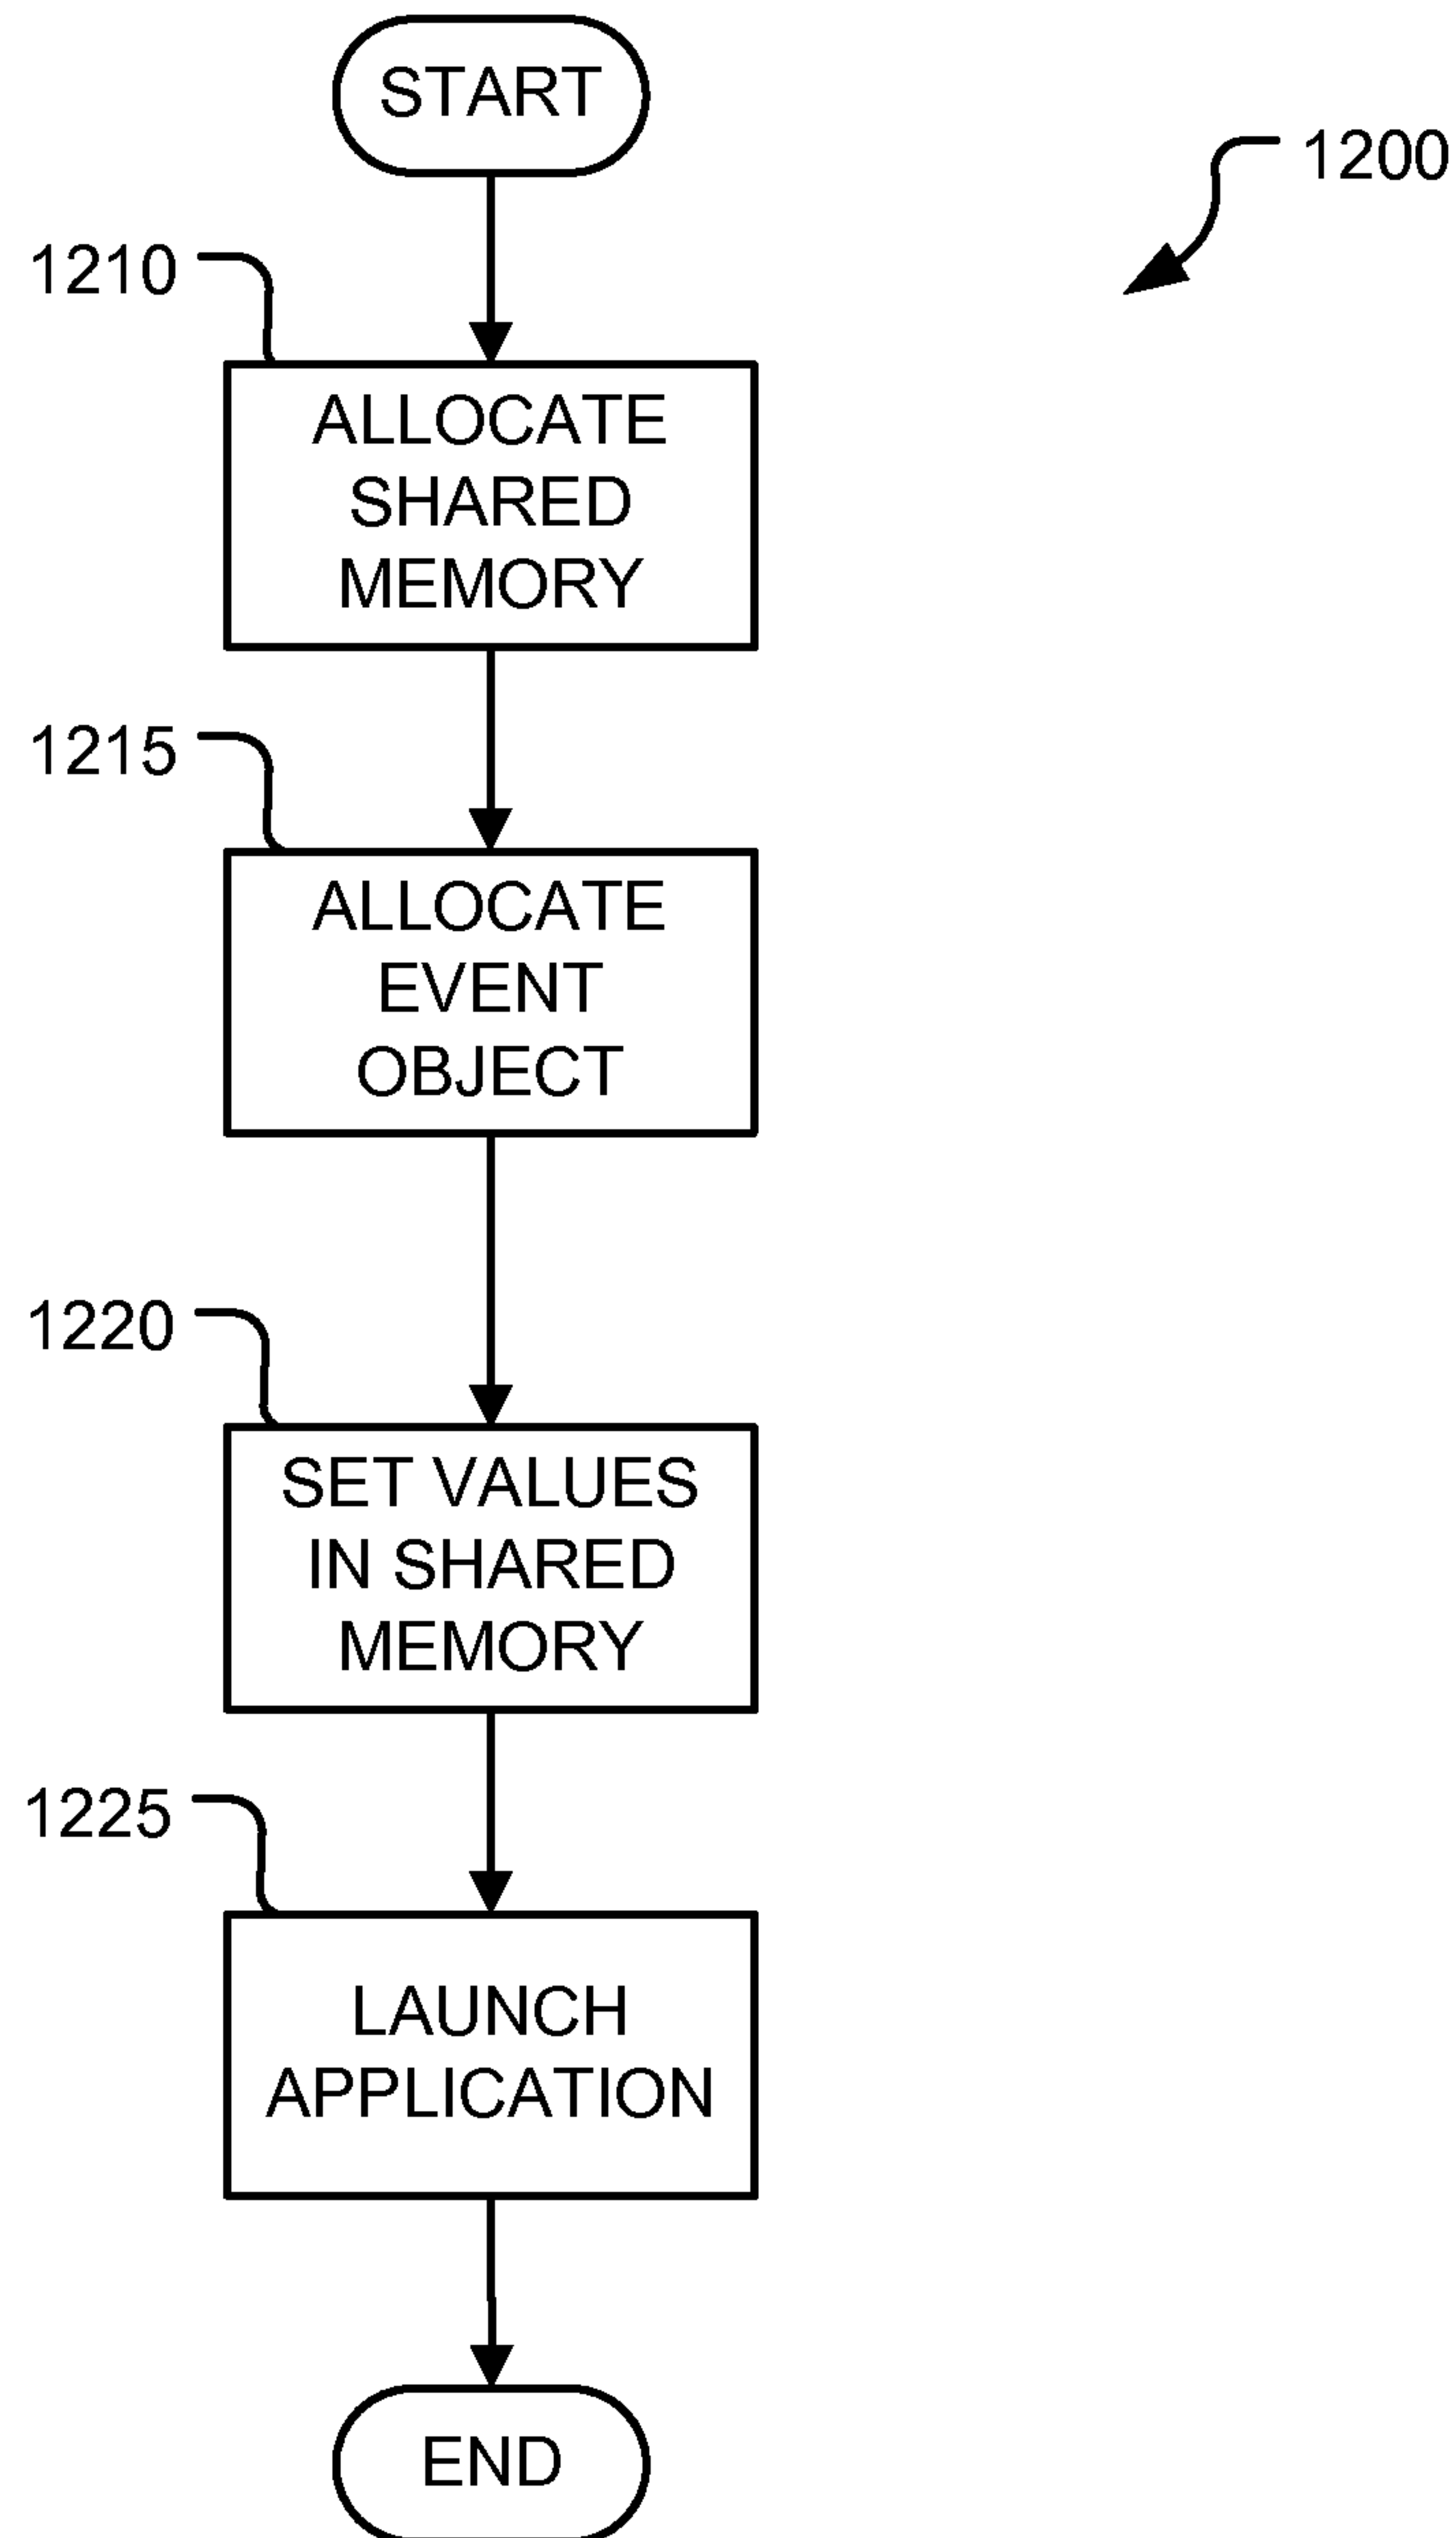 START
1200
1210
ALLOCATE
SHARED
MEMORY
1215
ALLOCATE
EVENT
OBJECT
1220
SET VALUES
IN SHARED
MEMORY
1225
LAUNCH
APPLICATION
END